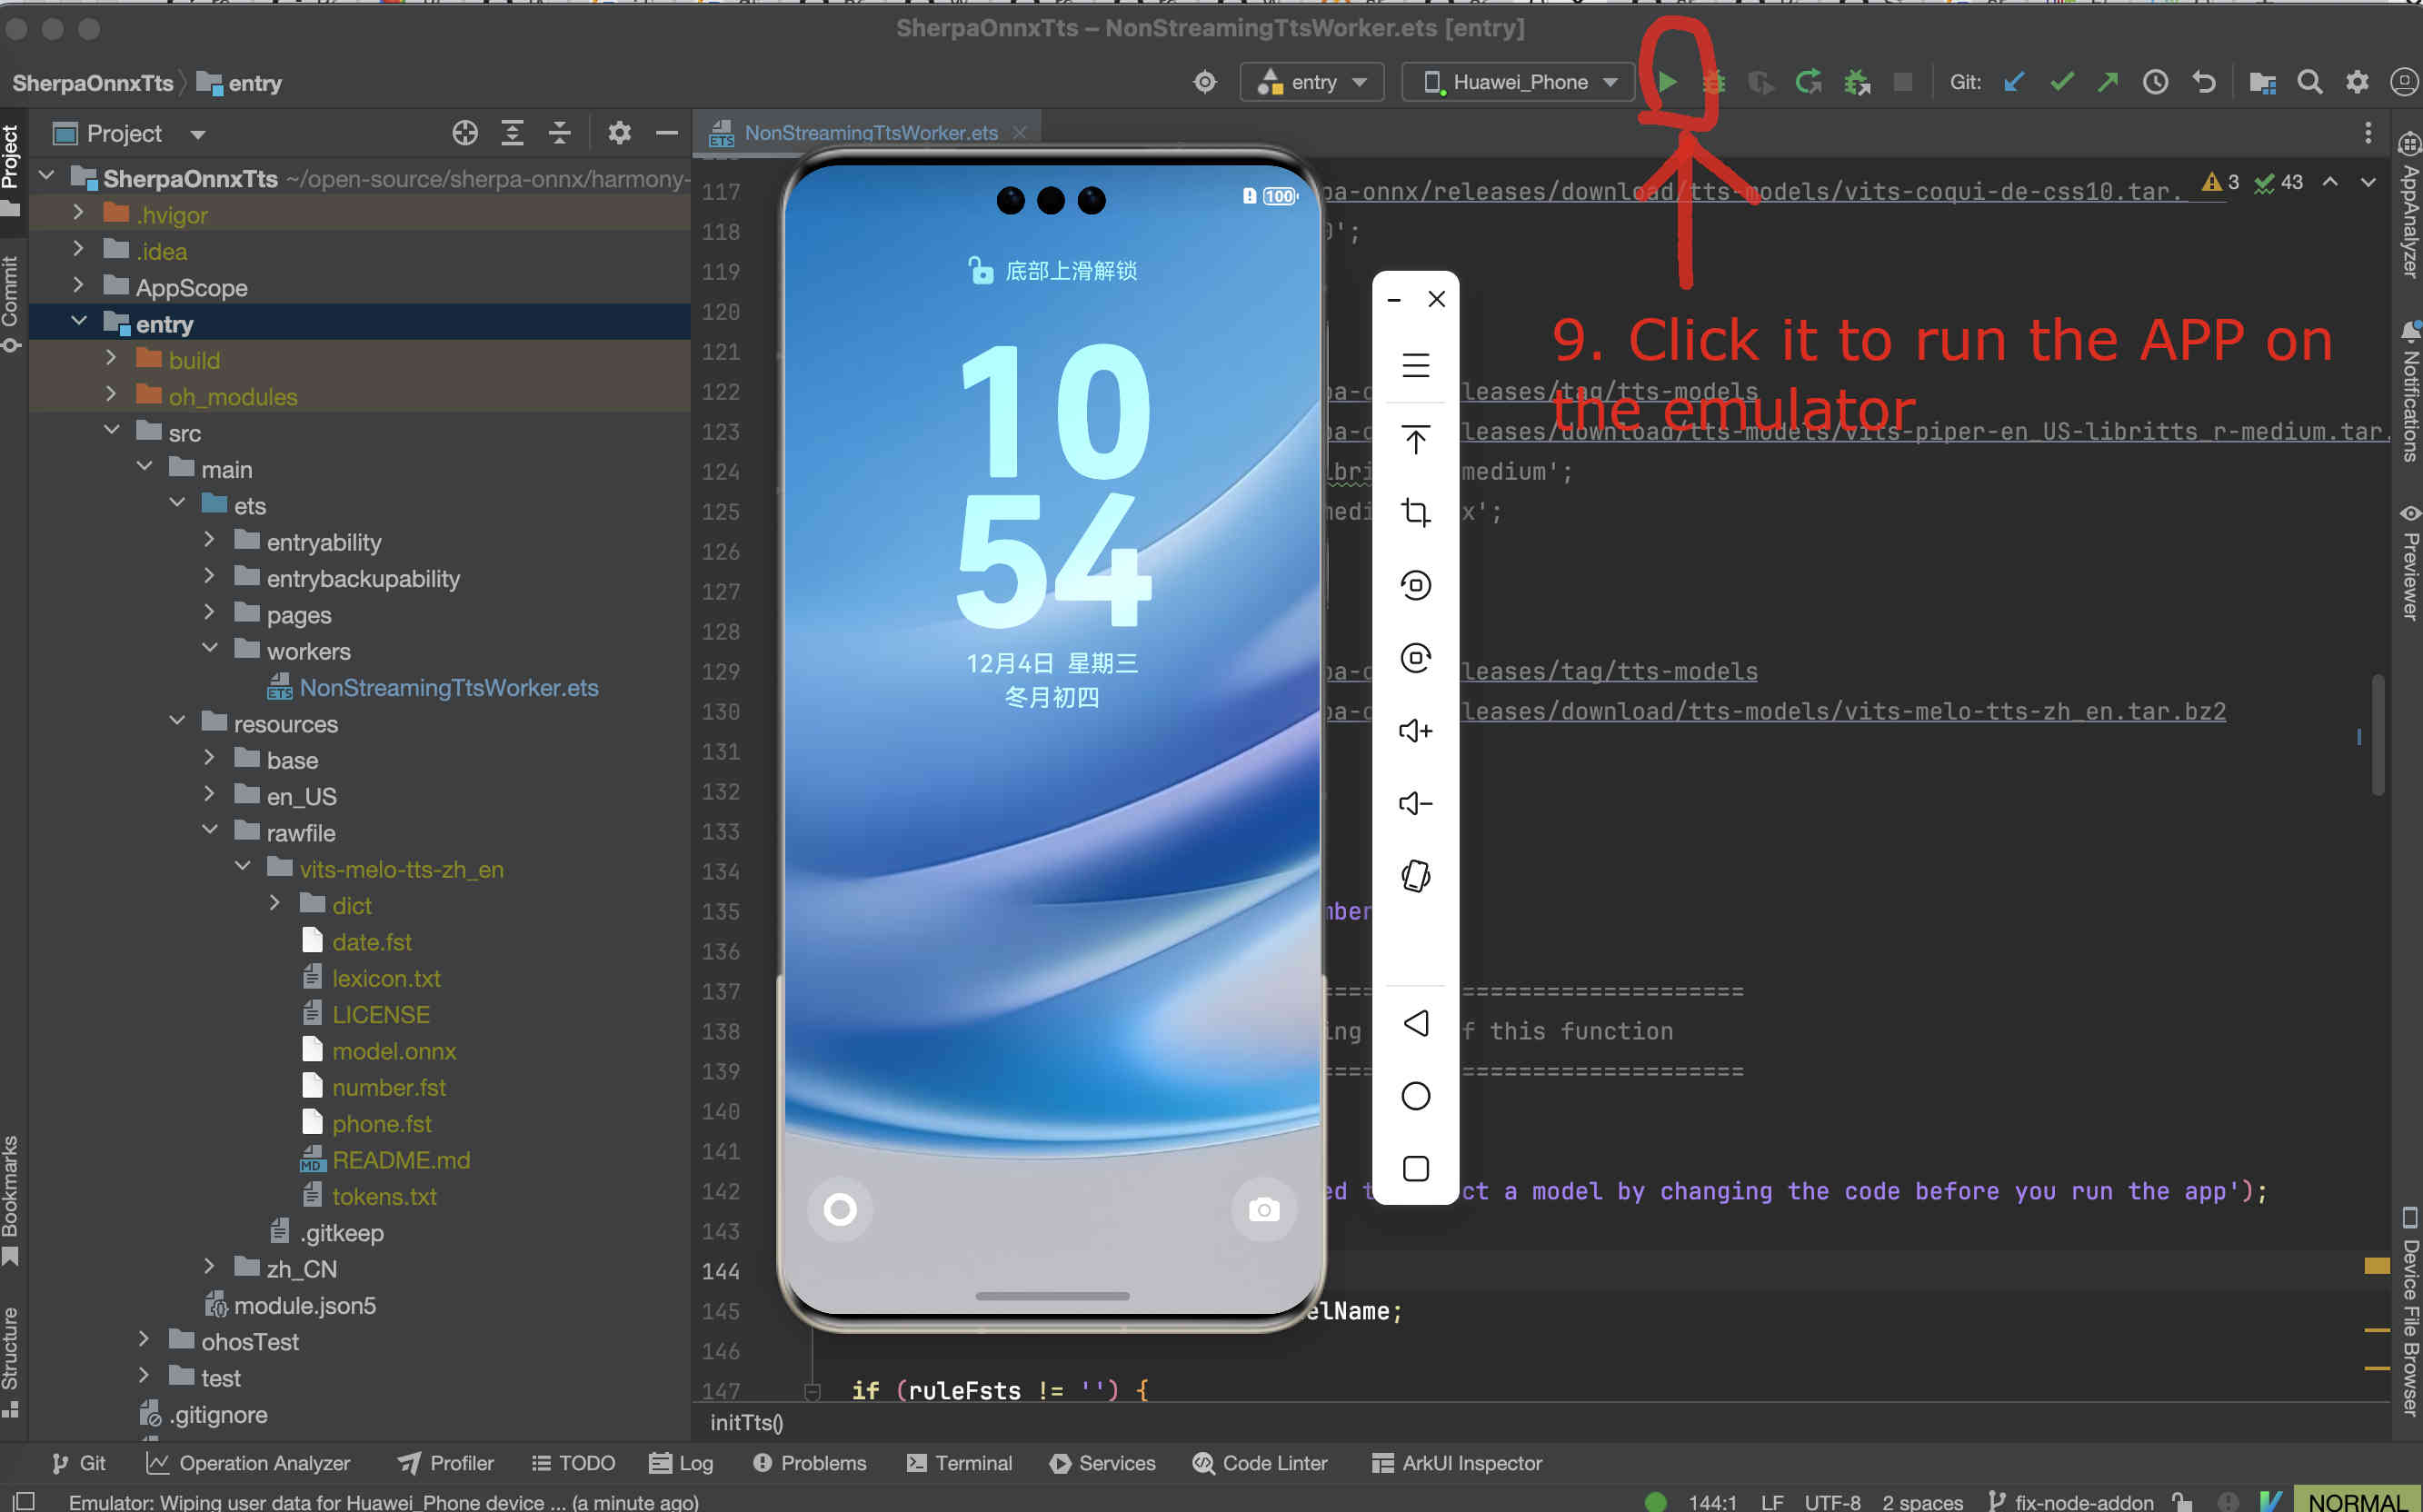 SherpaOnnxTts – NonStreamingTtsWorker.ets [entry]
SherpaOnnxTts
entry
entry
Huawei_Phone
Git:
Project
NonStreamingTtsWorker.ets
Project
Commit
Bookmarks
Structure
SherpaOnnxTts ~/open-source/sherpa-onnx/harmony-
.hvigor
.idea
AppScope
entry
build
oh_modules
src
main
ets
entryability
entrybackupability
pages
workers
NonStreamingTtsWorker.ets
resources
base
en_US
rawfile
vits-melo-tts-zh_en
dict
date.fst
lexicon.txt
LICENSE
model.onnx
number.fst
phone.fst
README.md
tokens.txt
.gitkeep
zh_CN
module.json5
ohosTest
test
.gitignore
117 pa-onnx/releases/download/tts-models/vits-coqui-de-css10.tar.
3 43
118 ';
119
120
121
122 leases/tag/tts-models
123 leases/download/tts-models/vits-piper-en_US-libritts_r-medium.tar.
124 medium';
125 x';
126
127
128
129 leases/tag/tts-models
130 leases/download/tts-models/vits-melo-tts-zh_en.tar.bz2
131
132
133
134
135 mber
136
137 ====================
138 ing f this function
139 ====================
140
141
142 ed t ct a model by changing the code before you run the app');
143
144
145 elName;
146
147 if (ruleFsts != '') {
initTts()
100
底部上滑解锁
10
54
12月4日 星期三
冬月初四
9. Click it to run the APP on
the emulator
AppAnalyzer
Notifications
Previewer
Device File Browser
Git
Operation Analyzer
Profiler
TODO
Log
Problems
Terminal
Services
Code Linter
ArkUI Inspector
Emulator: Wiping user data for Huawei_Phone device ... (a minute ago)
144:1 LF UTF-8 2 spaces fix-node-addon NORMAL